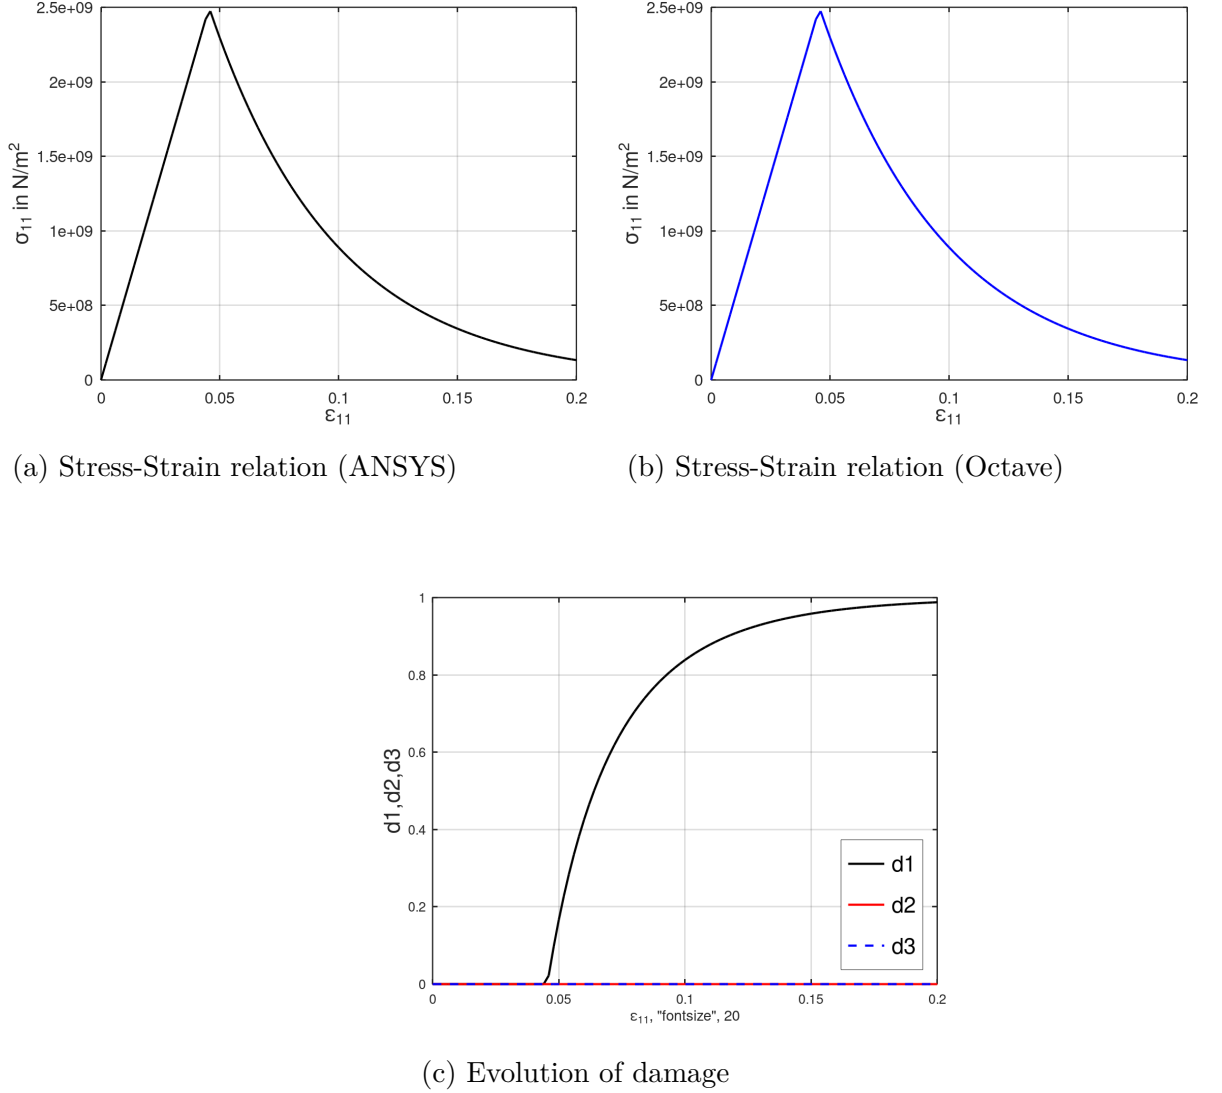 2.5e+09
2e+09
1.5e+09
1e+09
5e+08
0
σ11 in N/m2
0 0.05 0.1 0.15 0.2
ε11
(a) Stress-Strain relation (ANSYS)
2.5e+09
2e+09
1.5e+09
1e+09
5e+08
0
σ11 in N/m2
0 0.05 0.1 0.15 0.2
ε11
(b) Stress-Strain relation (Octave)
1
0.8
0.6
0.4
0.2
0
d1,d2,d3
d1
d2
d3
0 0.05 0.1 0.15 0.2
ε11, "fontsize", 20
(c) Evolution of damage